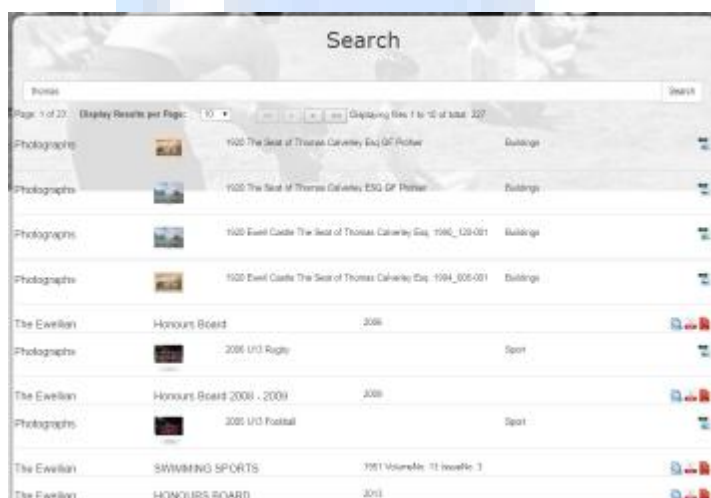 Search
thomas Search
Page: 1 of 23 Display Results per Page: 10 Displaying files 1 to 10 of total: 227
Photographs 1920 The Seat of Thomas Calverley Esq GF Prosser Buildings
Photographs 1920 The Seat of Thomas Calverley ESQ GF Prosser Buildings
Photographs 1920 Ewell Castle The Seat of Thomas Calverley Esq. Buildings
Photographs 1920 Ewell Castle The Seat of Thomas Calverley Esq. Buildings
The Ewellian Honours Board 2006
Photographs 2006 U13 Rugby Sport
The Ewellian Honours Board 2008 - 2009 2009
Photographs 2005 U13 Football Sport
The Ewellian SWIMMING SPORTS 1951 VolumeNo. IssueNo. 3
The Ewellian HONOURS BOARD 2013